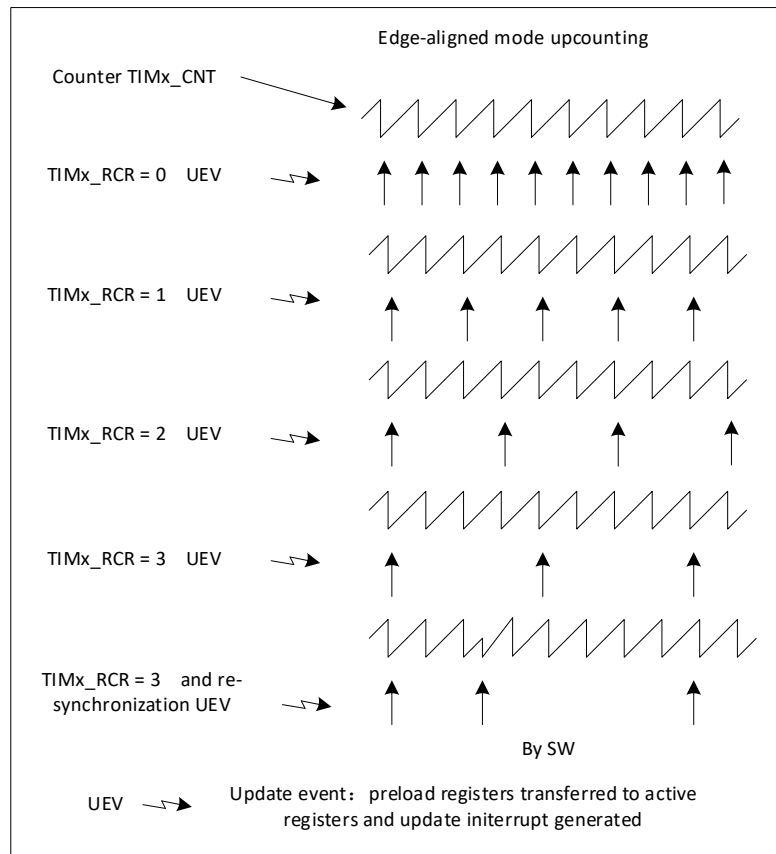 Edge-aligned mode upcounting
Counter TIMx_CNT
TIMx_RCR = 0 UEV
TIMx_RCR = 1 UEV
TIMx_RCR = 2 UEV
TIMx_RCR = 3 UEV
TIMx_RCR = 3 and re-
synchronization UEV
By SW
UEV
Update event：preload registers transferred to active
registers and update initerrupt generated